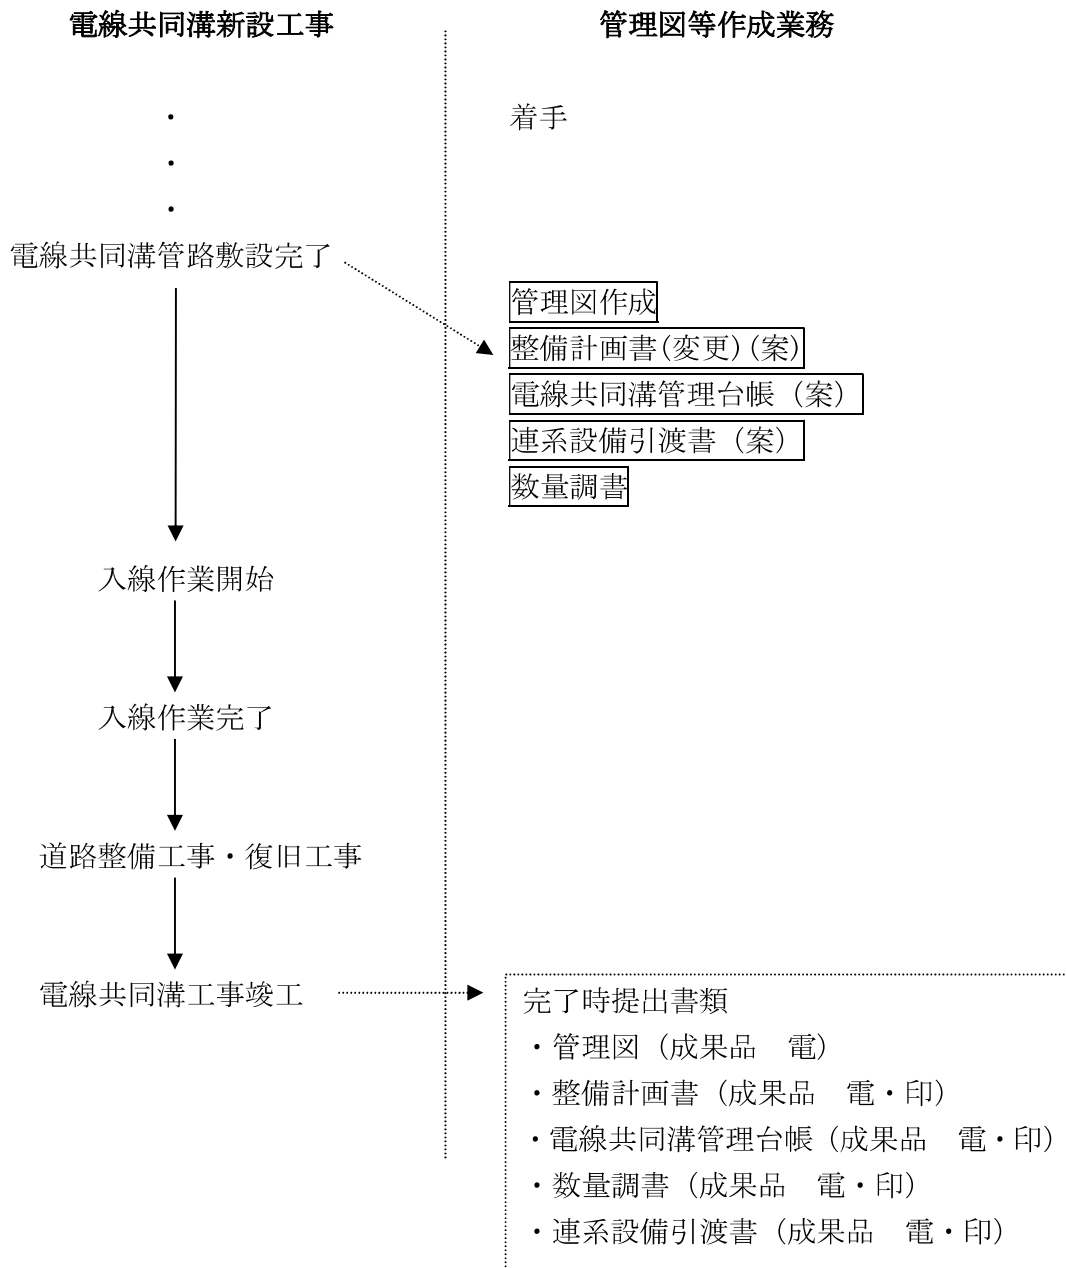 電線共同溝新設工事
・
・
・
電線共同溝管路敷設完了
入線作業開始
入線作業完了
道路整備工事・復旧工事
電線共同溝工事竣工
管理図等作成業務
着手
管理図作成
整備計画書(変更)(案)
電線共同溝管理台帳（案）
連系設備引渡書（案）
数量調書
完了時提出書類
・管理図（成果品　電）
・整備計画書（成果品　電・印）
・電線共同溝管理台帳（成果品　電・印）
・数量調書（成果品　電・印）
・連系設備引渡書（成果品　電・印）